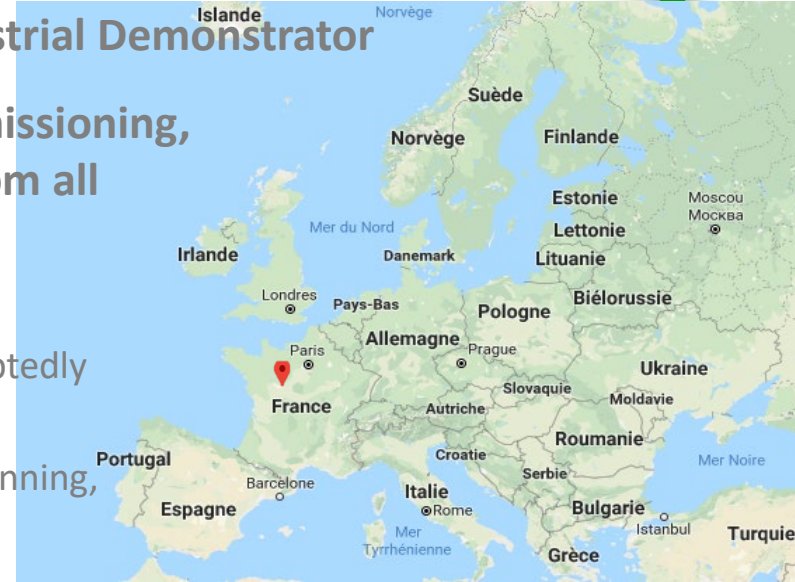 Islande
Norvège
strial Demonstrator
Suède
issioning,
Norvège
Finlande
om all
Estonie
Moscou
Москва
Mer du Nord
Lettonie
Irlande
Danemark
Lituanie
Londres
Pays-Bas
Biélorussie
Pologne
Allemagne
Paris
Prague
ptedly
Ukraine
Slovaquie
Moldavie
France
Autriche
Roumanie
Croatie
Portugal
Mer Noire
Serbie
nning,
Barcelone
Italie
Espagne
Rome
Bulgarie
Istanbul
Mer
Tyrrhénienne
Turquie
Grèce